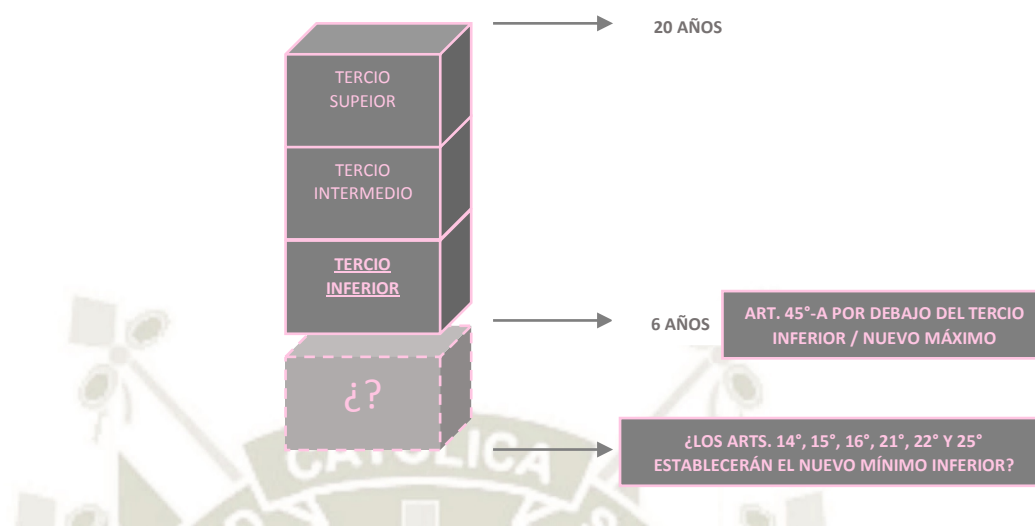 20 AÑOS
TERCIO
SUPEIOR
TERCIO
INTERMEDIO
TERCIO
INFERIOR
6 AÑOS
ART. 45°-A POR DEBAJO DEL TERCIO
INFERIOR / NUEVO MÁXIMO
¿?
¿LOS ARTS. 14°, 15°, 16°, 21°, 22° Y 25°
ESTABLECERÁN EL NUEVO MÍNIMO INFERIOR?
CATOLICA